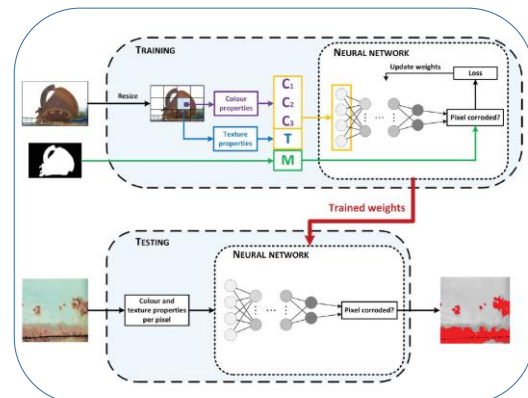 TRAINING
NEURAL NETWORK
Update weights
Loss
Resize
Colour
properties
C1
C2
C3
Pixel corroded?
Texture
properties
T
M
Trained weights
TESTING
NEURAL NETWORK
Colour and
texture properties
per pixel
Pixel corroded?